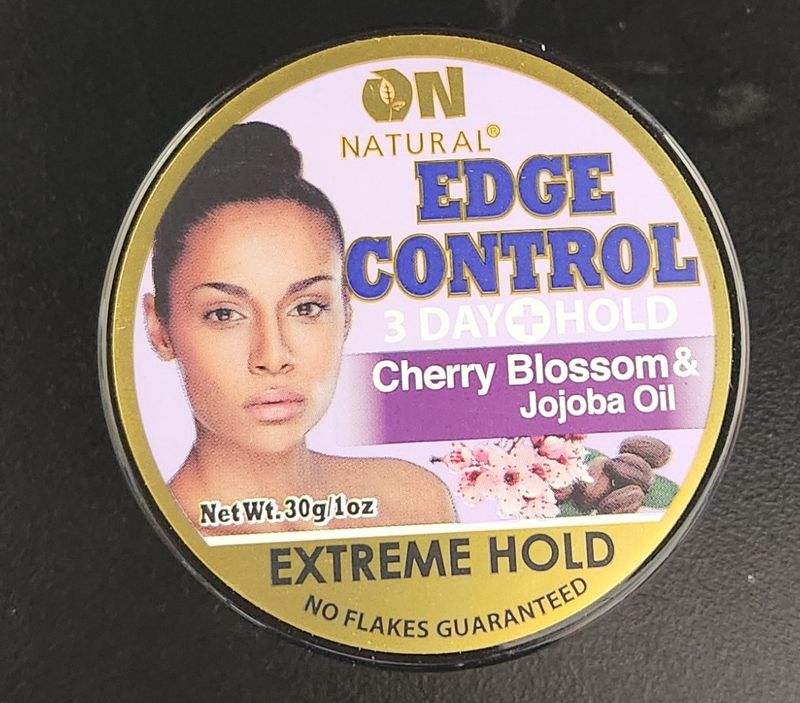 ON
NATURAL®
EDGE
CONTROL
3 DAY+HOLD
Cherry Blossom &
Jojoba Oil
Net Wt. 30g/1oz
EXTREME HOLD
NO FLAKES GUARANTEED